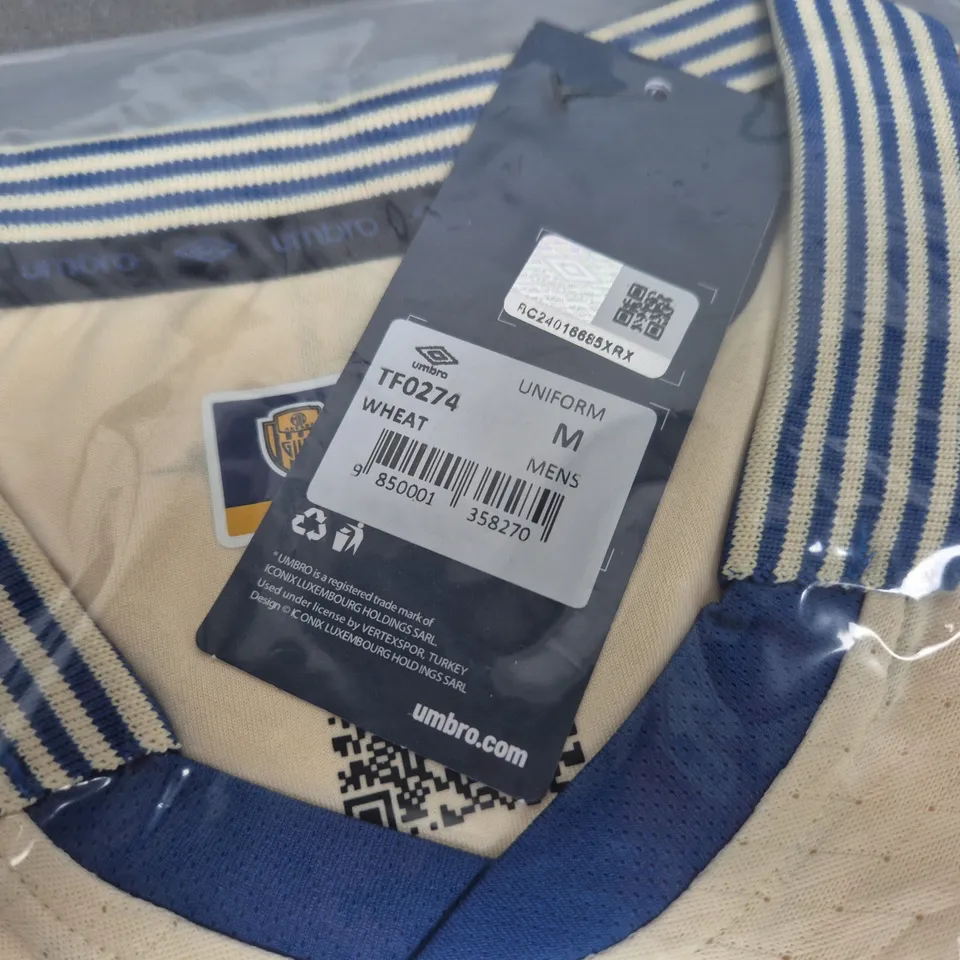 umbro umbro
RC24016685XRX
umbro
TF0274
UNIFORM
WHEAT
M
MENS
9 850001 358270
* UMBRO is a registered trade mark of
ICONIX LUXEMBOURG HOLDINGS SARL
Used under license by VERTEXSPOR, TURKEY
Design © ICONIX LUXEMBOURG HOLDINGS SARL
umbro.com